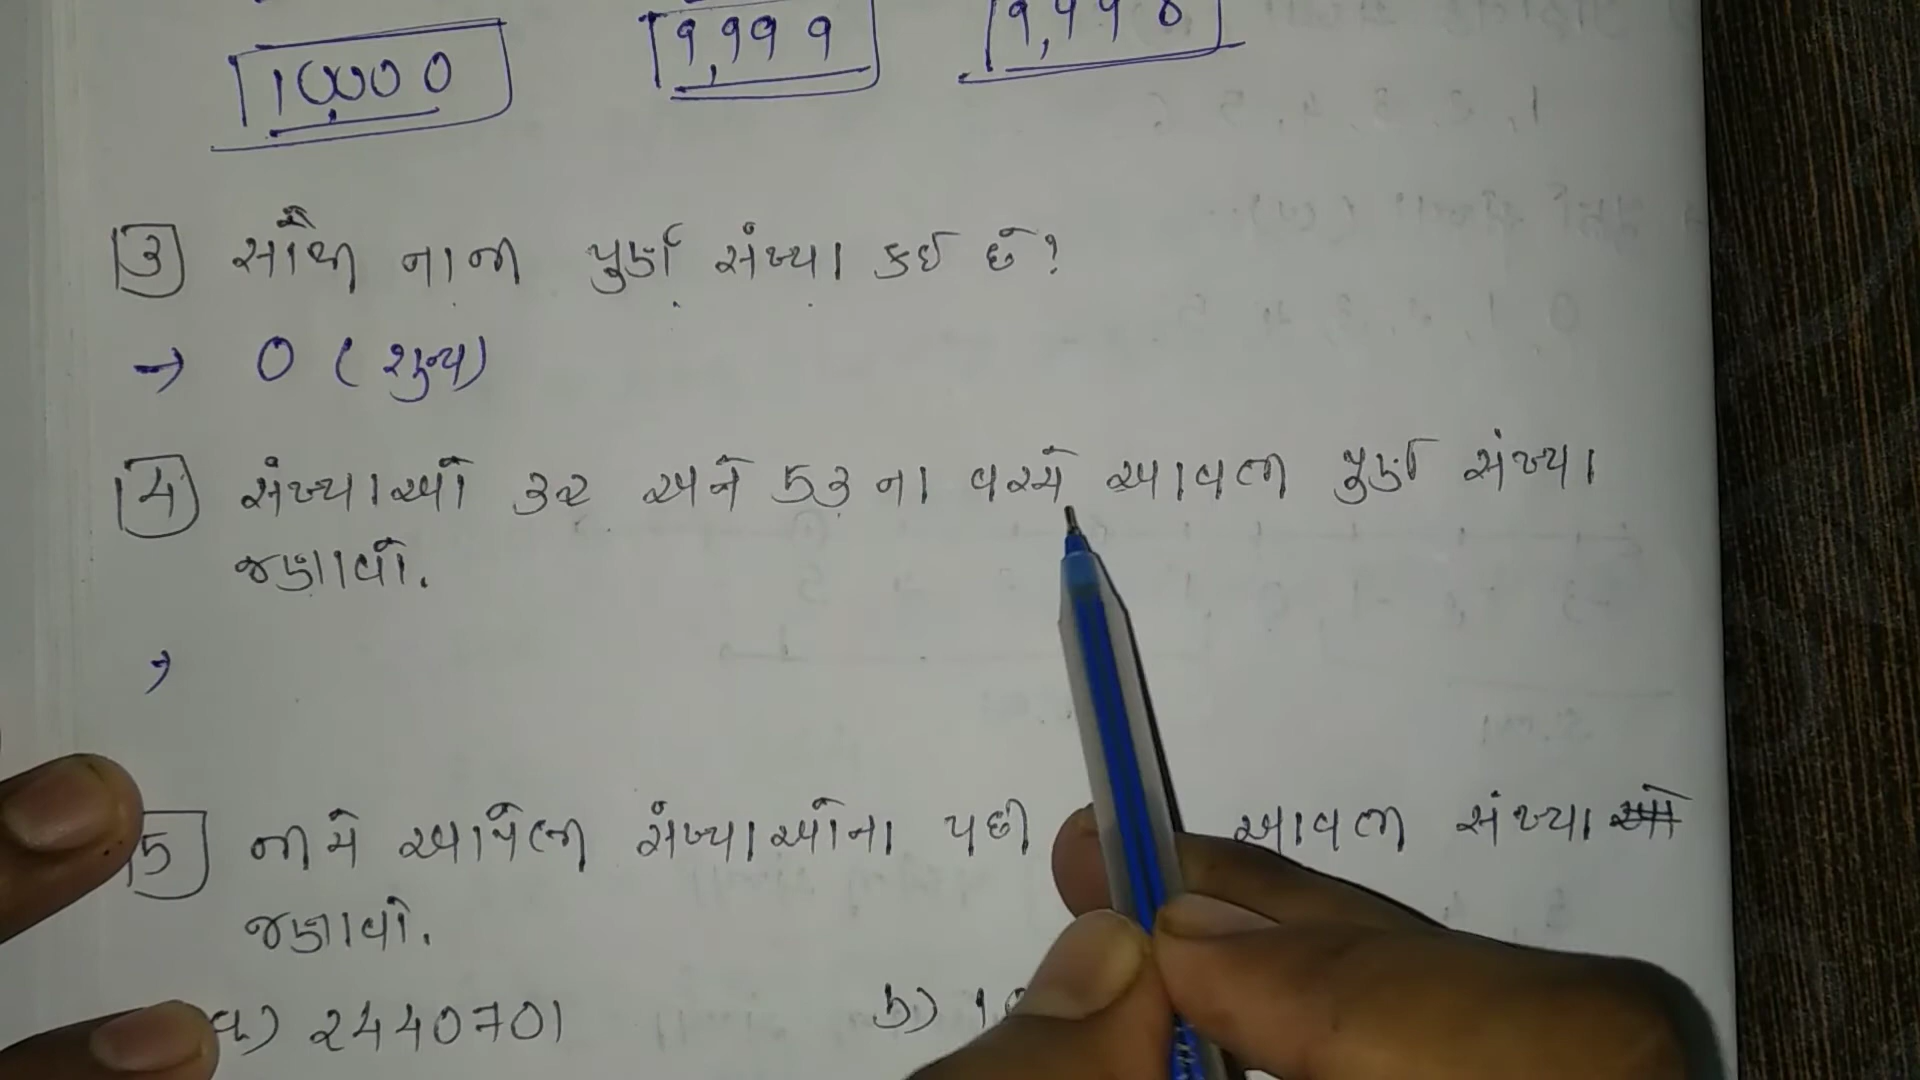 10,000 9,999 9,998
3 સૌથી નાની પુર્ણ સંખ્યા કઈ છે?
→ 0 (શુન્ય)
4 સંખ્યાઓ 32 અને 53 ના વચ્ચે આવતી પુર્ણ સંખ્યા
જણાવો.
→
5 નીચે આપેલી સંખ્યાઓના પછી આવતી સંખ્યા
જણાવો.
a) 2440701 b)